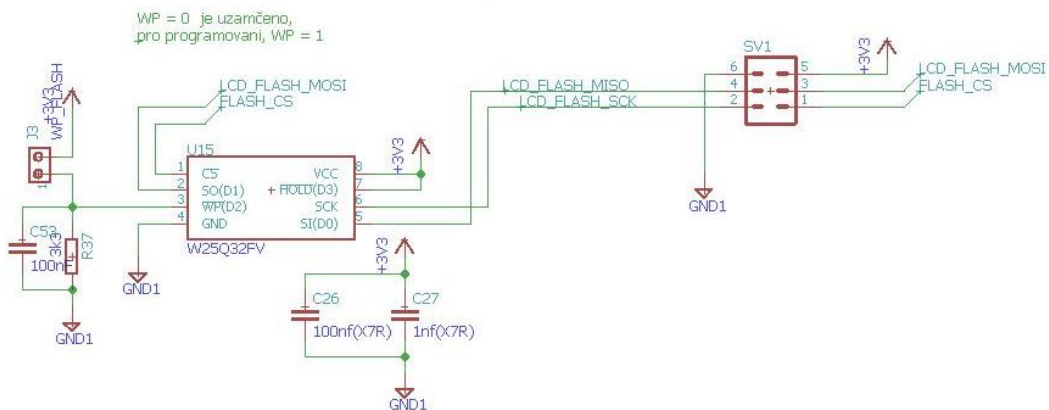 WP = 0 je uzamčeno,
pro programovani, WP = 1
+3V3
WP_FLASH
J3
1
C53
100nF
3k3
R37
GND1
LCD_FLASH_MOSI
FLASH_CS
U15
1 CS VCC 8
2 SO(D1) HOLD(D3) 7
3 WP(D2) SCK 6
4 GND SI(D0) 5
W25Q32FV
GND1
+3V3
+3V3
C26
100nf(X7R)
C27
1nf(X7R)
GND1
LCD_FLASH_MISO
LCD_FLASH_SCK
SV1
6 5
4 3
2 1
+3V3
LCD_FLASH_MOSI
FLASH_CS
GND1